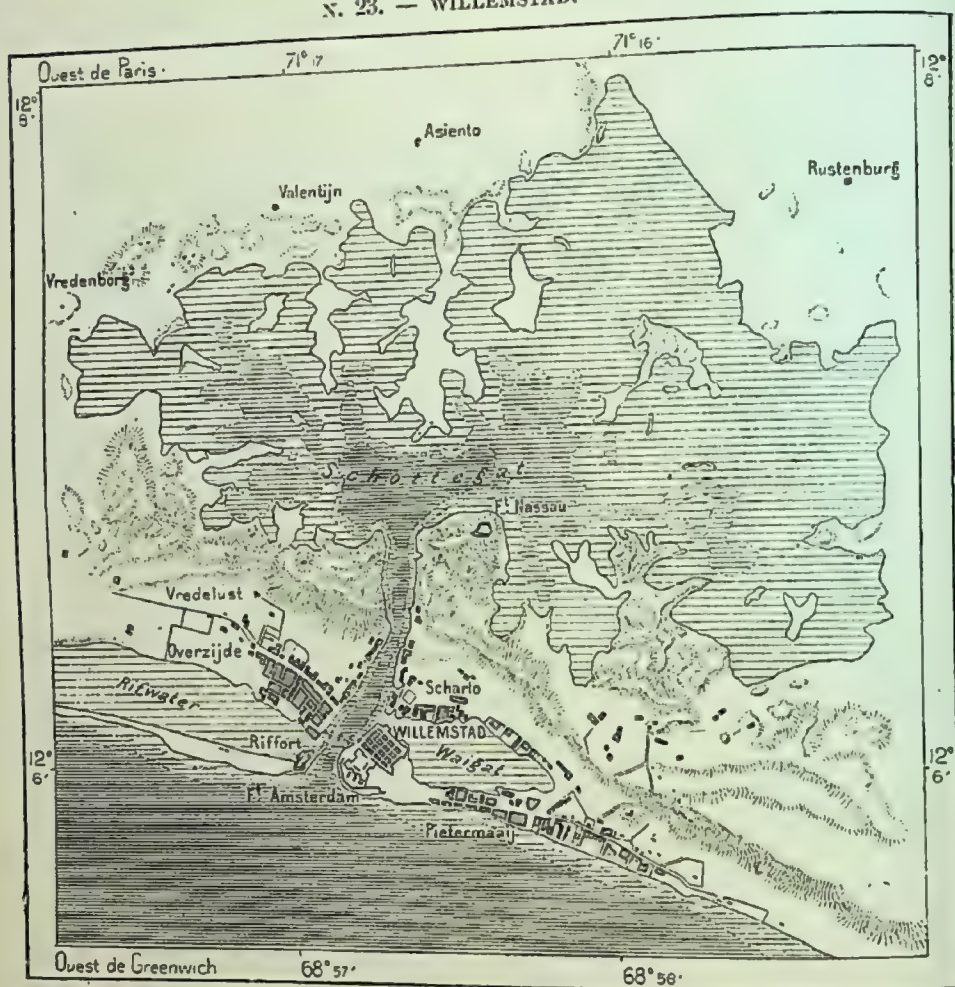 N. 23. — WILLEMSTAD.
Ouest de Paris.
71° 17
71° 16.
12°
8'
12°
8'
Asiento
Rustenburg
Valentijn
Vredenborg
Schottegat
Ft. Nassau
Vredelust
Overzijde
Rifwater
Scharlo
WILLEMSTAD
Riffort
Waigat
12°
6'
12°
6'
Ft. Amsterdam
Pietermaaij
Ouest de Greenwich
68° 57'
68° 56'